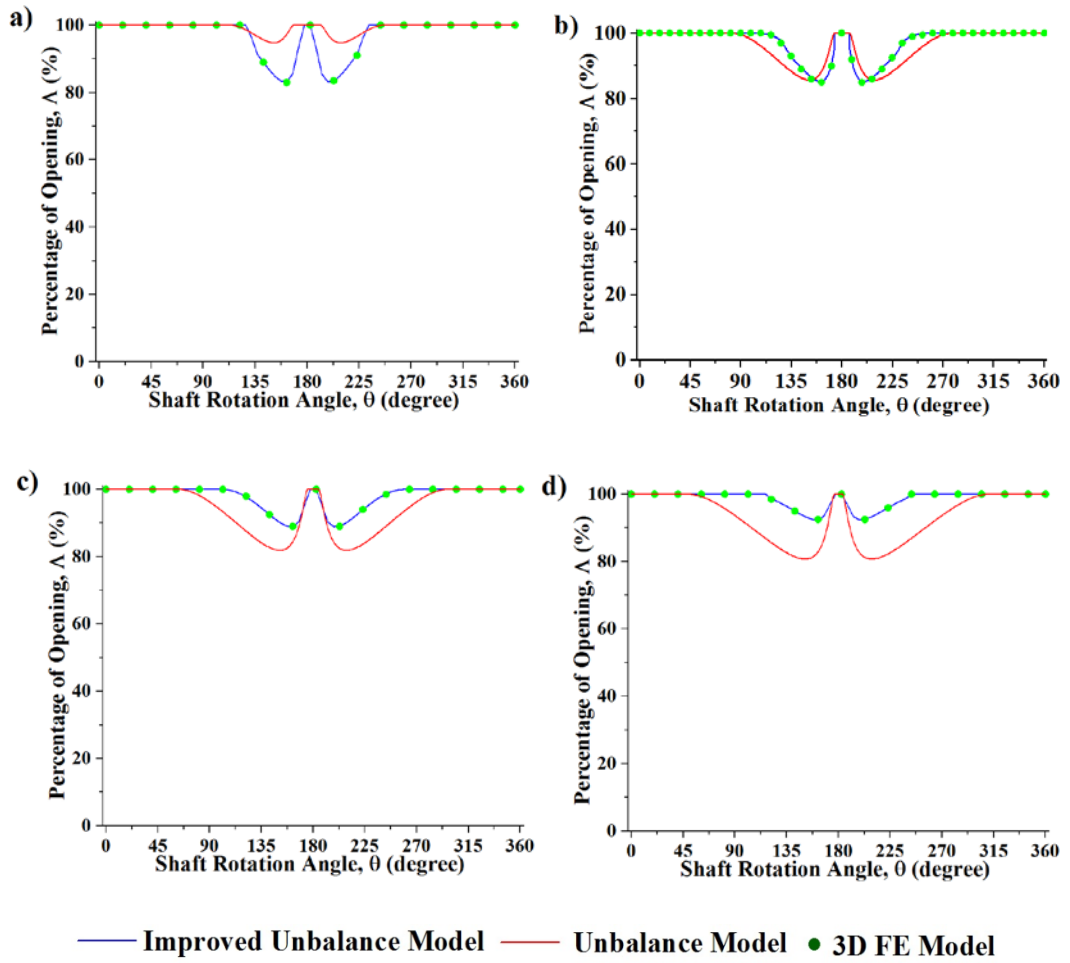 a)
Percentage of Opening, Λ (%)
100
80
60
40
20
0
0 45 90 135 180 225 270 315 360
Shaft Rotation Angle, θ (degree)
b)
Percentage of Opening, Λ (%)
100
80
60
40
20
0
0 45 90 135 180 225 270 315 360
Shaft Rotation Angle, θ (degree)
c)
Percentage of Opening, Λ (%)
100
80
60
40
20
0
0 45 90 135 180 225 270 315 360
Shaft Rotation Angle, θ (degree)
d)
Percentage of Opening, Λ (%)
100
80
60
40
20
0
0 45 90 135 180 225 270 315 360
Shaft Rotation Angle, θ (degree)
Improved Unbalance Model Unbalance Model 3D FE Model